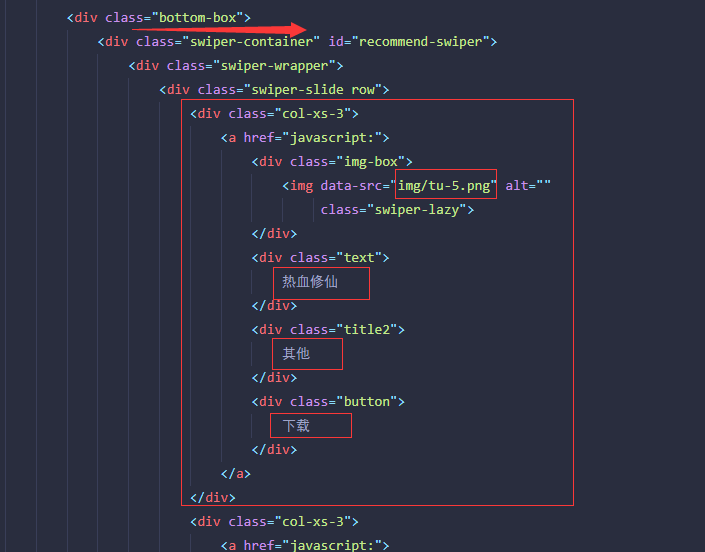 <div class="bottom-box">
<div class="swiper-container" id="recommend-swiper">
<div class="swiper-wrapper">
<div class="swiper-slide row">
<div class="col-xs-3">
<a href="javascript:">
<div class="img-box">
<img data-src="img/tu-5.png" alt=""
class="swiper-lazy">
</div>
<div class="text">
热血修仙
</div>
<div class="title2">
其他
</div>
<div class="button">
下载
</div>
</a>
</div>
<div class="col-xs-3">
<a href="javascript:">